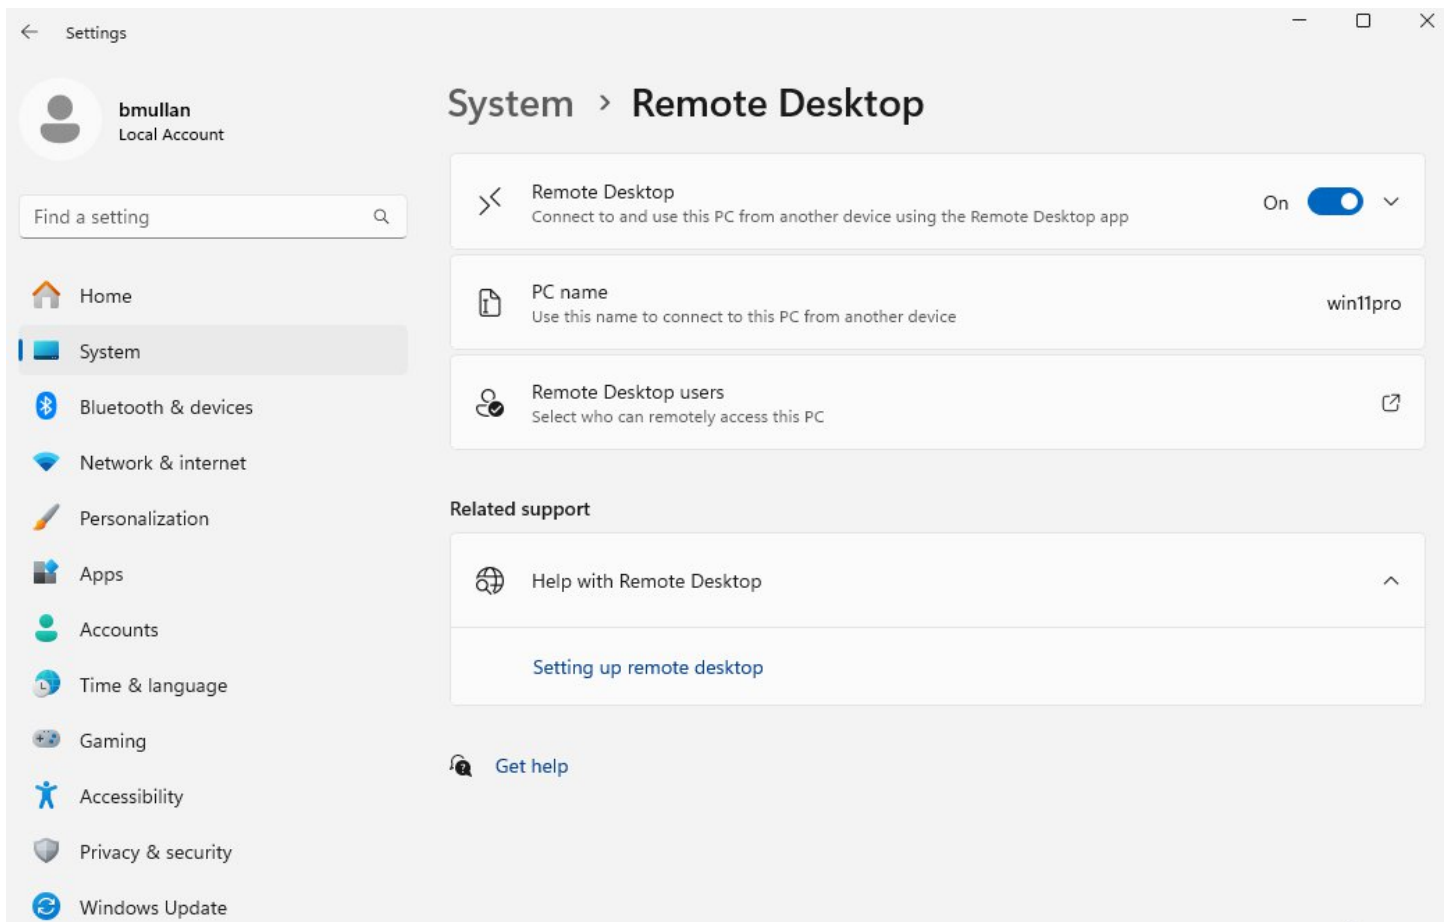 Settings
bmullan
Local Account
Find a setting
Home
System
Bluetooth & devices
Network & internet
Personalization
Apps
Accounts
Time & language
Gaming
Accessibility
Privacy & security
Windows Update
System > Remote Desktop
Remote Desktop
Connect to and use this PC from another device using the Remote Desktop app
On
PC name
Use this name to connect to this PC from another device
win11pro
Remote Desktop users
Select who can remotely access this PC
Related support
Help with Remote Desktop
Setting up remote desktop
Get help